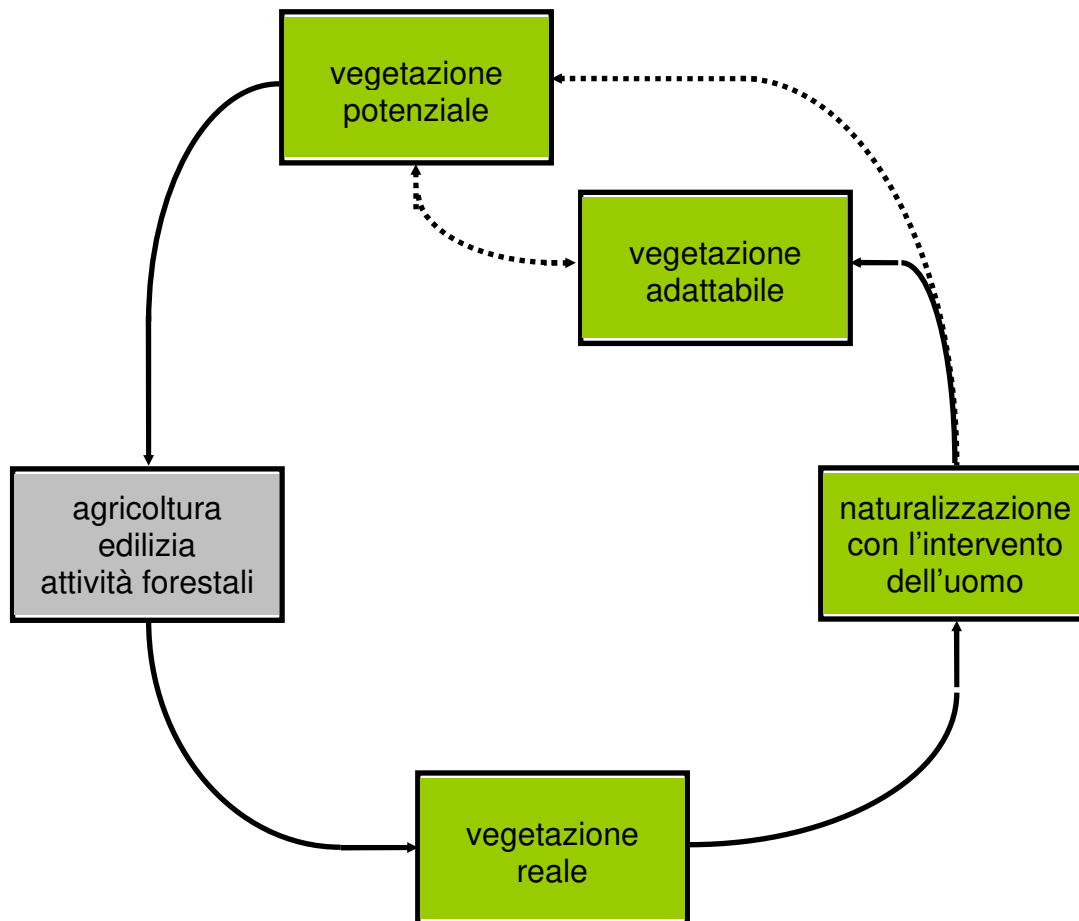 vegetazione
potenziale
vegetazione
adattabile
agricoltura
edilizia
attività forestali
naturalizzazione
con l’intervento
dell’uomo
vegetazione
reale